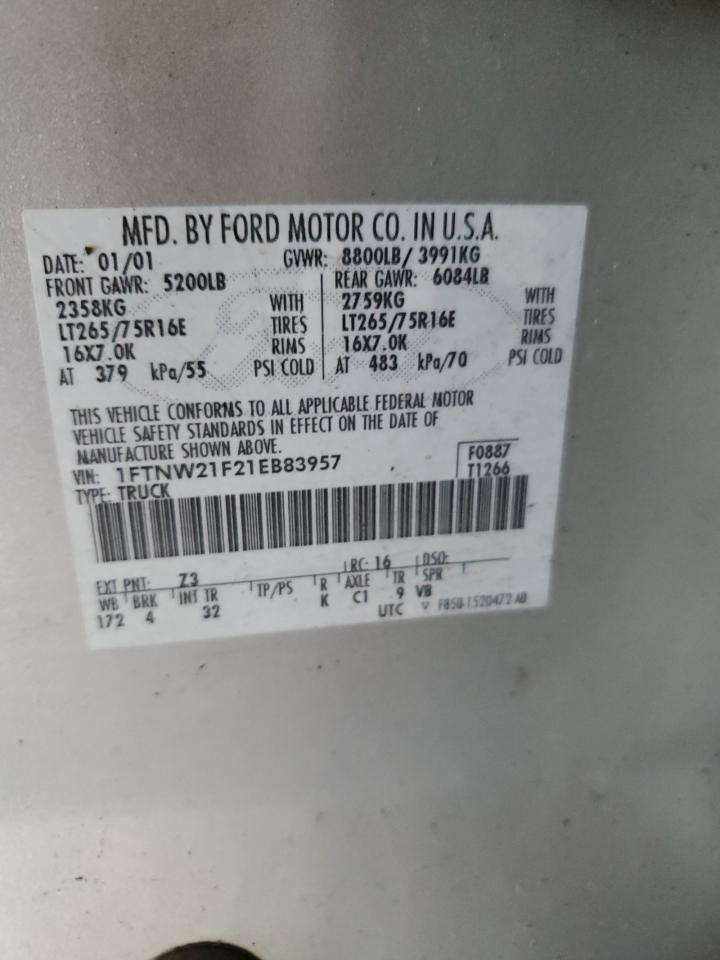 MFD. BY FORD MOTOR CO. IN U.S.A.
DATE: 01/01 GVWR: 8800LB/ 3991KG
FRONT GAWR: 5200LB REAR GAWR: 6084LB
2358KG WITH 2759KG WITH
LT265/75R16E TIRES LT265/75R16E TIRES
16X7.0K RIMS 16X7.0K RIMS
AT 379 kPa/55 PSI COLD AT 483 kPa/70 PSI COLD
THIS VEHICLE CONFORMS TO ALL APPLICABLE FEDERAL MOTOR
VEHICLE SAFETY STANDARDS IN EFFECT ON THE DATE OF
MANUFACTURE SHOWN ABOVE.
VIN: 1FTNW21F21EB83957 F0887
TYPE: TRUCK T1266
EXT PNT: Z3 RC: 16 DSO:
WB BRK INT TR TP/PS R AXLE TR SPR
172 4 32 K C1 9 VB
UTC F85B-1520472-AB